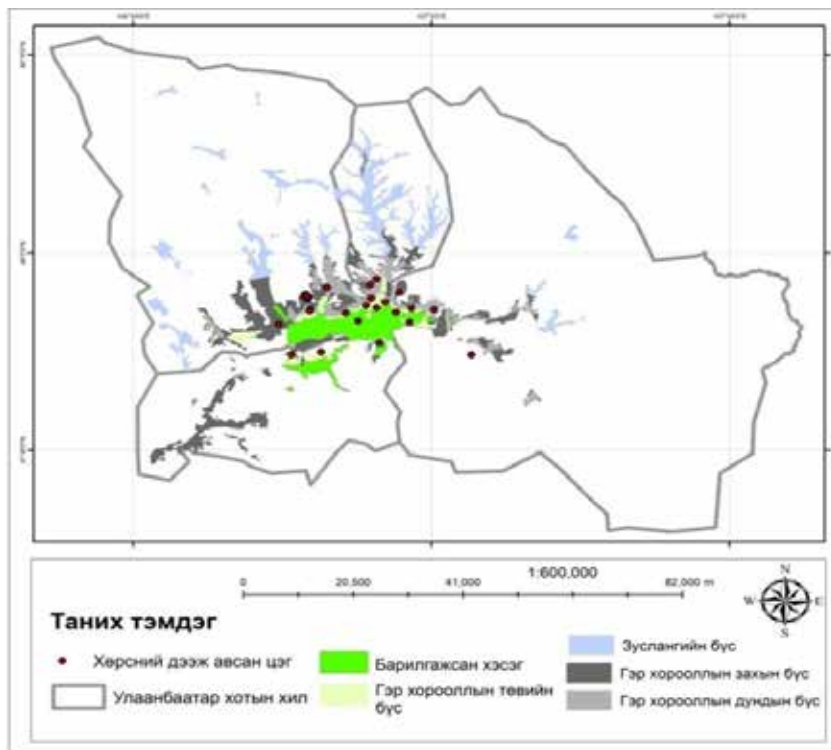 1:600,000
0 20,500 41,000 82,000 m
N
W E
S
Таних тэмдэг
Хөрсний дээж авсан цэг
Улаанбаатар хотын хил
Барилгажсан хэсэг
Гэр хорооллын төвийн
бүс
Зуслангийн бүс
Гэр хорооллын захын бүс
Гэр хорооллын дундын бүс